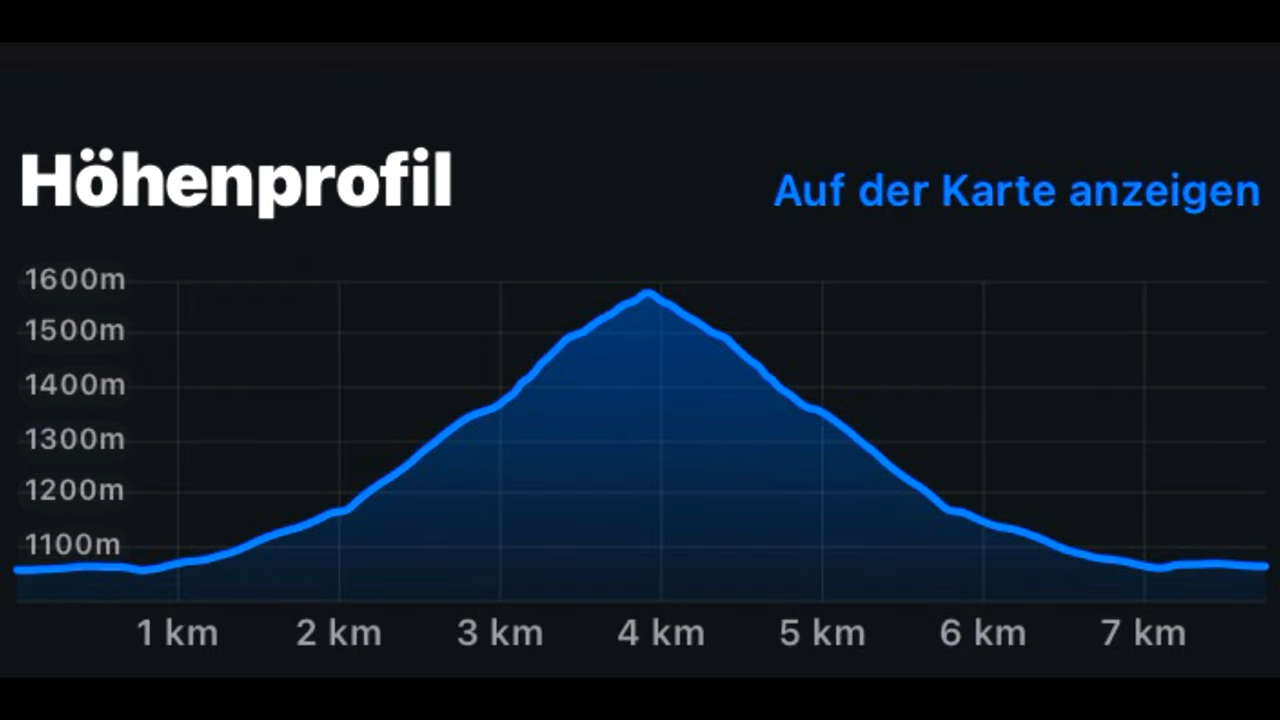 Höhenprofil
Auf der Karte anzeigen
1600m
1500m
1400m
1300m
1200m
1100m
1 km 2 km 3 km 4 km 5 km 6 km 7 km